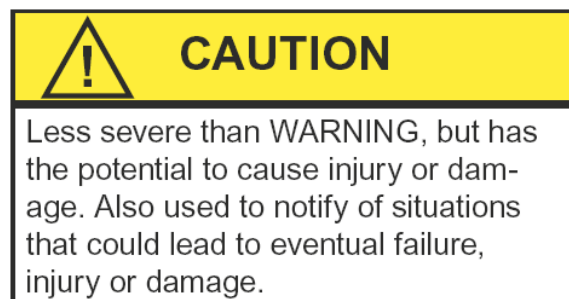 CAUTION
Less severe than WARNING, but has
the potential to cause injury or dam-
age. Also used to notify of situations
that could lead to eventual failure,
injury or damage.